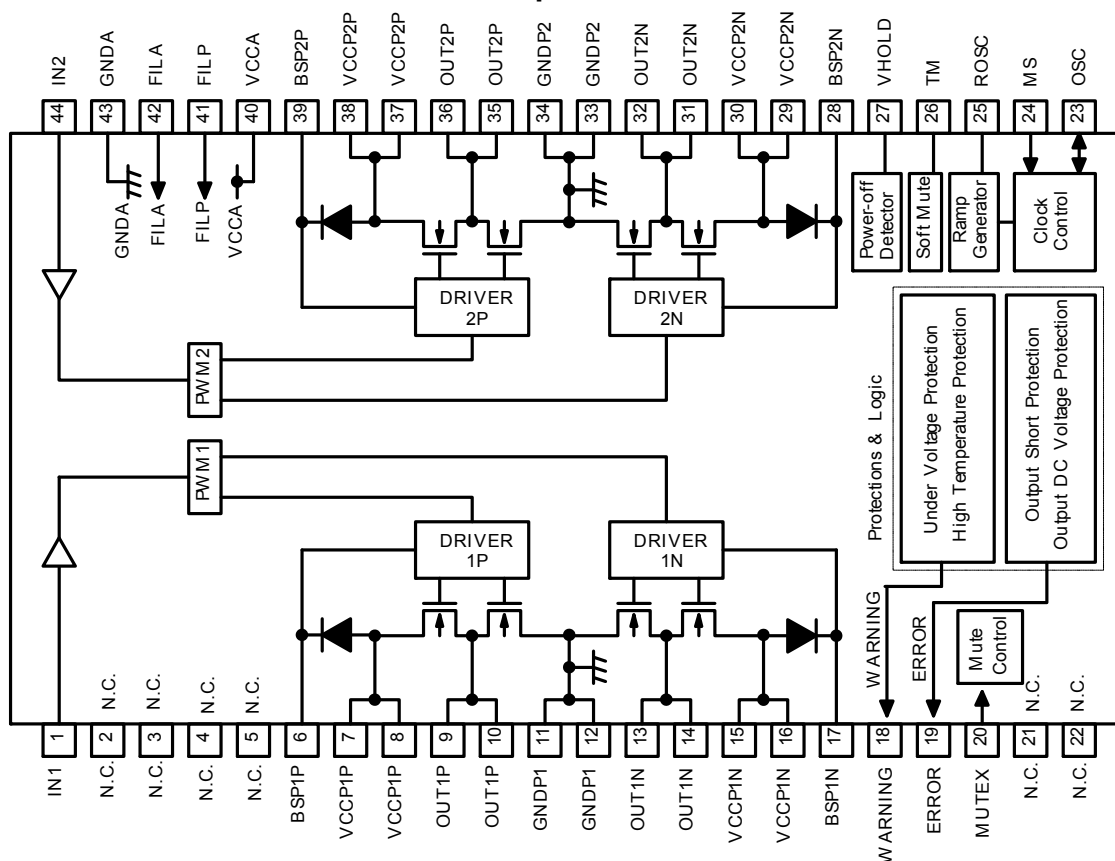 IN2
GNDA
FILA
FILP
VCCA
BSP2P
VCCP2P
VCCP2P
OUT2P
OUT2P
GNDP2
GNDP2
OUT2N
OUT2N
VCCP2N
VCCP2N
BSP2N
VHOLD
TM
ROSC
MS
OSC
44
43
42
41
40
39
38
37
36
35
34
33
32
31
30
29
28
27
26
25
24
23
GNDA
FILA
FILP
VCCA
Power-off
Detector
Soft Mute
Ramp
Generator
Clock
Control
DRIVER
2P
DRIVER
2N
PWM2
PWM1
DRIVER
1P
DRIVER
1N
Protections & Logic
Under Voltage Protection
High Temperature Protection
Output Short Protection
Output DC Voltage Protection
WARNING
ERROR
Mute
Control
N.C.
N.C.
N.C.
N.C.
N.C.
1
2
3
4
5
6
7
8
9
10
11
12
13
14
15
16
17
18
19
20
21
22
IN1
N.C.
N.C.
N.C.
N.C.
BSP1P
VCCP1P
VCCP1P
OUT1P
OUT1P
GNDP1
GNDP1
OUT1N
OUT1N
VCCP1N
VCCP1N
BSP1N
WARNING
ERROR
MUTEX
N.C.
N.C.